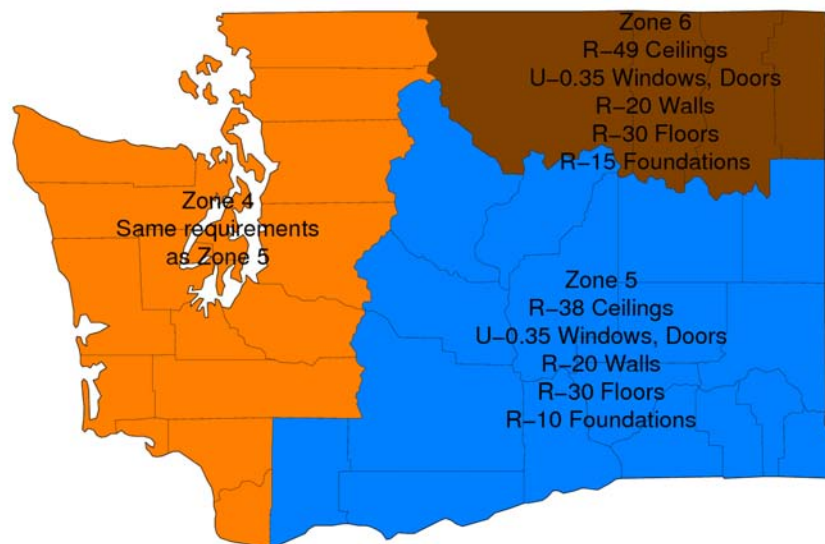 Zone 6
R−49 Ceilings
U−0.35 Windows, Doors
R−20 Walls
R−30 Floors
R−15 Foundations
Zone 4
Same requirements
as Zone 5
Zone 5
R−38 Ceilings
U−0.35 Windows, Doors
R−20 Walls
R−30 Floors
R−10 Foundations